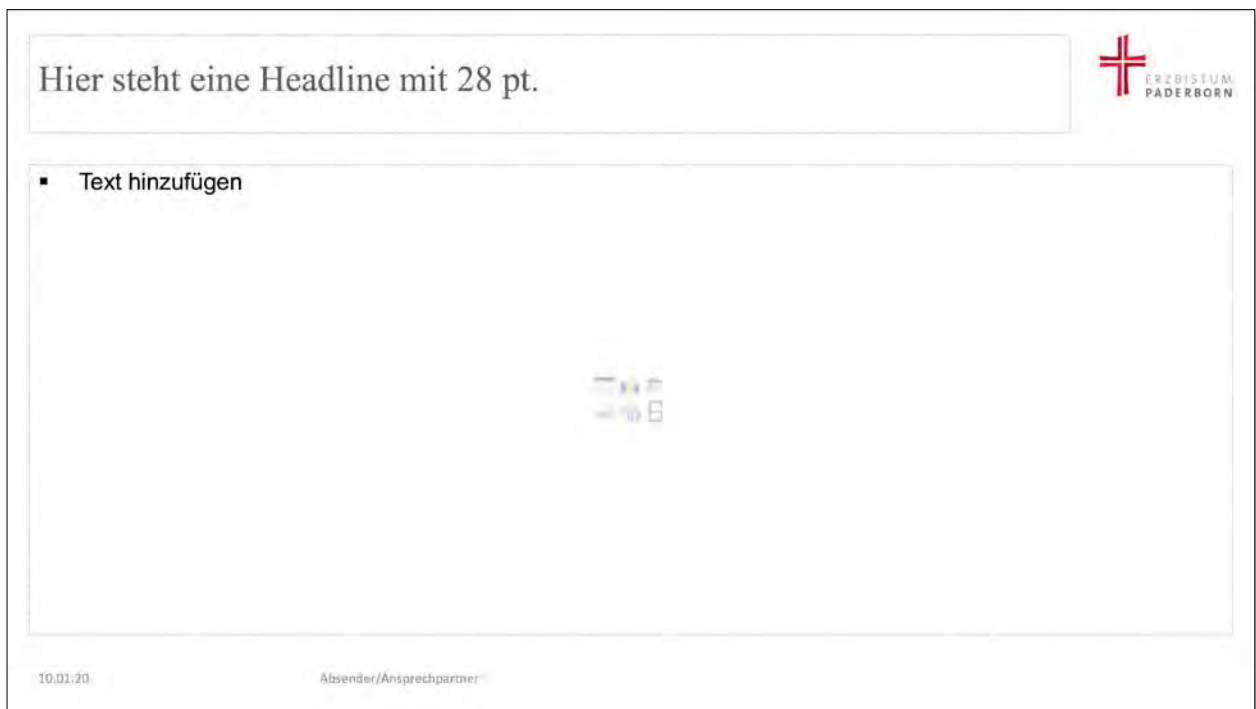 Hier steht eine Headline mit 28 pt.
ERZBISTUM
PADERBORN
▪ Text hinzufügen
10.01.20 Absender/Ansprechpartner